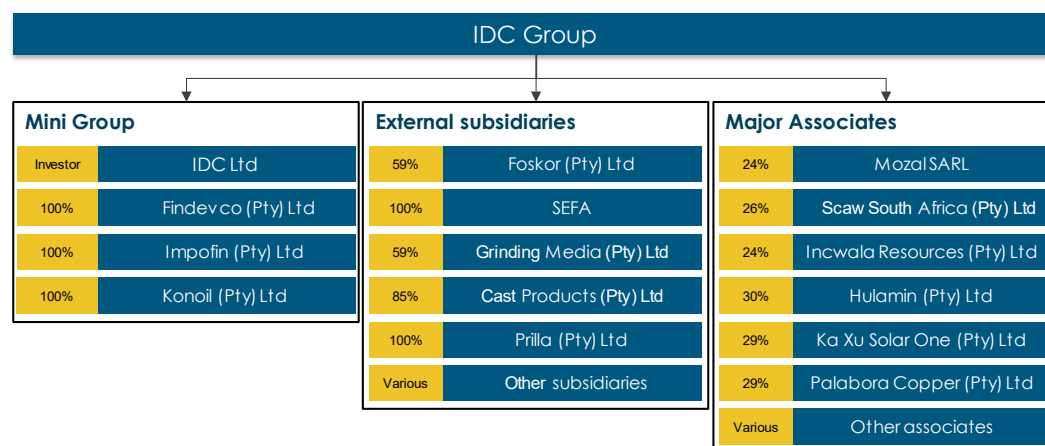 IDC Group
Mini Group
Investor IDC Ltd
100% Findevco (Pty) Ltd
100% Impofin (Pty) Ltd
100% Konoil (Pty) Ltd
External subsidiaries
59% Foskor (Pty) Ltd
100% SEFA
59% Grinding Media (Pty) Ltd
85% Cast Products (Pty) Ltd
100% Prilla (Pty) Ltd
Various Other subsidiaries
Major Associates
24% Mozal SARL
26% Scaw South Africa (Pty) Ltd
24% Incwala Resources (Pty) Ltd
30% Hulamin (Pty) Ltd
29% Ka Xu Solar One (Pty) Ltd
29% Palabora Copper (Pty) Ltd
Various Other associates